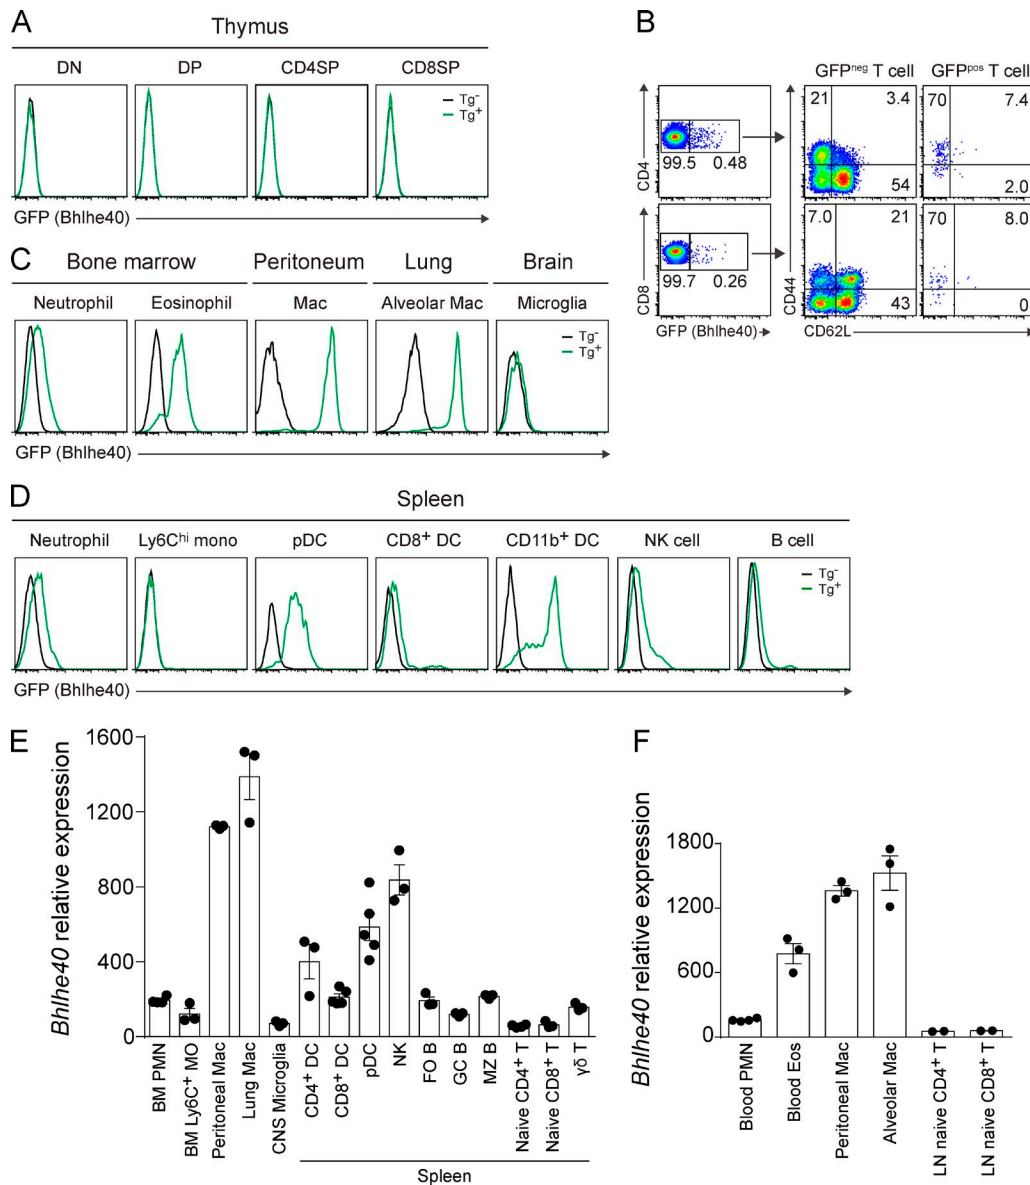 A
Thymus
DN DP CD4SP CD8SP
Tg-
Tg+
GFP (Bhlhe40)
B
GFPneg T cell GFPpos T cell
CD4
99.5 0.48
21 3.4
54
70 7.4
2.0
CD8
99.7 0.26
GFP (Bhlhe40)
7.0 21
43
70 8.0
0
CD44
CD62L
C
Bone marrow Peritoneum Lung Brain
Neutrophil Eosinophil Mac Alveolar Mac Microglia
Tg-
Tg+
GFP (Bhlhe40)
D
Spleen
Neutrophil Ly6Chi mono pDC CD8+ DC CD11b+ DC NK cell B cell
Tg-
Tg+
GFP (Bhlhe40)
E
Bhlhe40 relative expression
1600
1200
800
400
0
BM PMN
BM Ly6C+ MO
Peritoneal Mac
Lung Mac
CNS Microglia
CD4+ DC
CD8+ DC
pDC
NK
FO B
GC B
MZ B
Naive CD4+ T
Naive CD8+ T
γδ T
Spleen
F
Bhlhe40 relative expression
1800
1200
600
0
Blood PMN
Blood Eos
Peritoneal Mac
Alveolar Mac
LN naive CD4+ T
LN naive CD8+ T